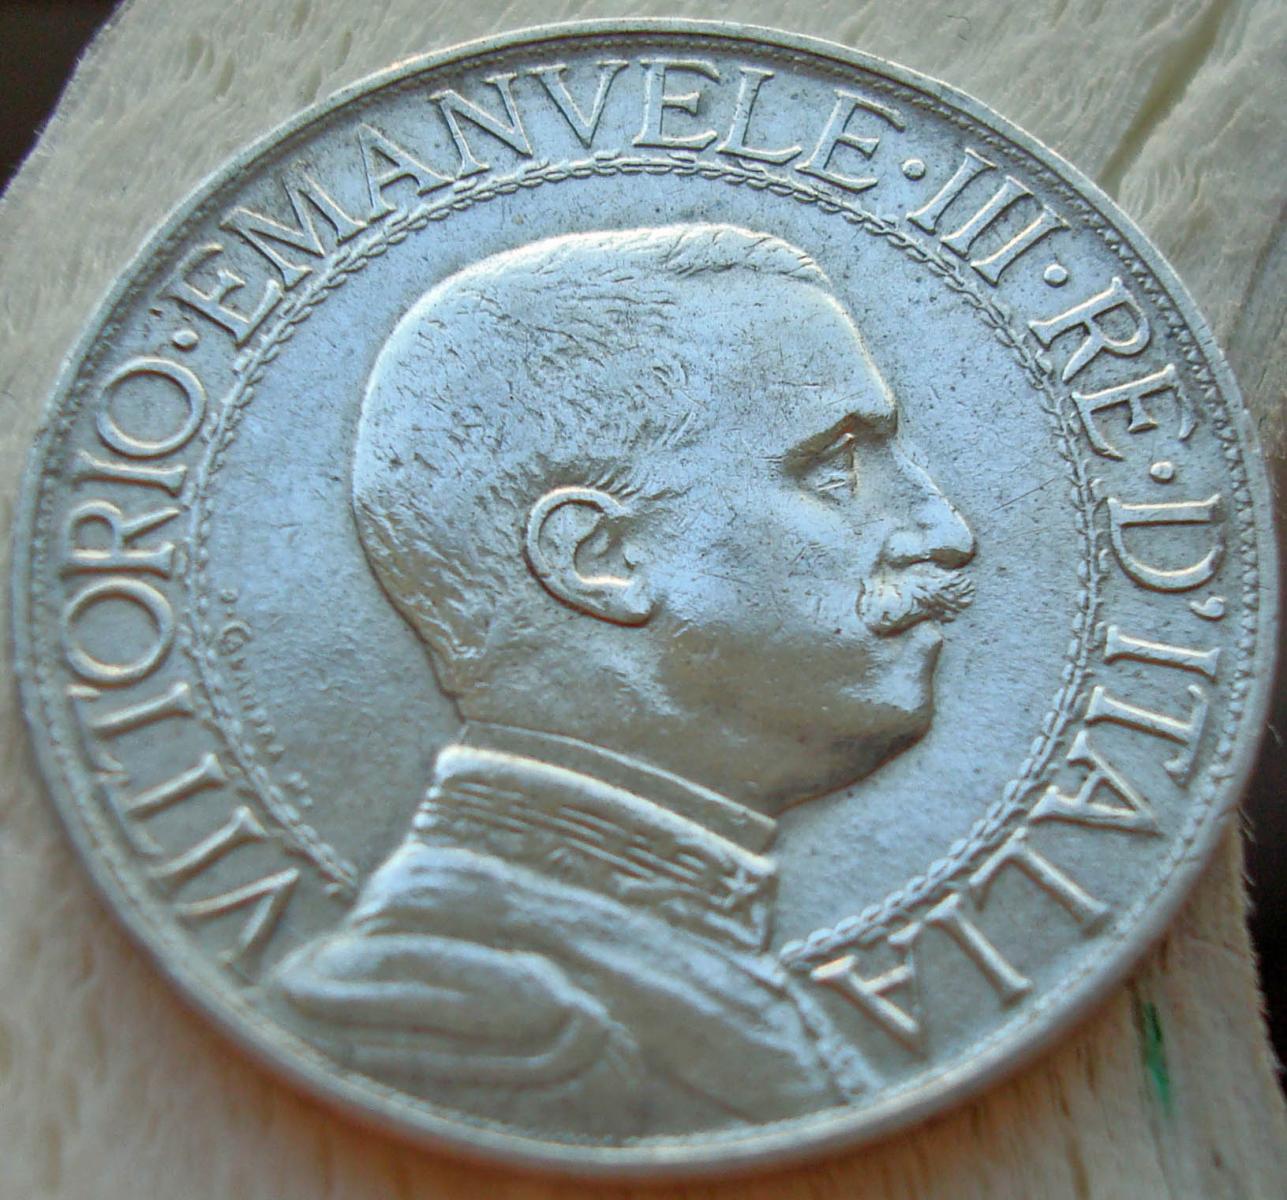 VITTORIO · EMANVELE · III · RE · D'ITALIA